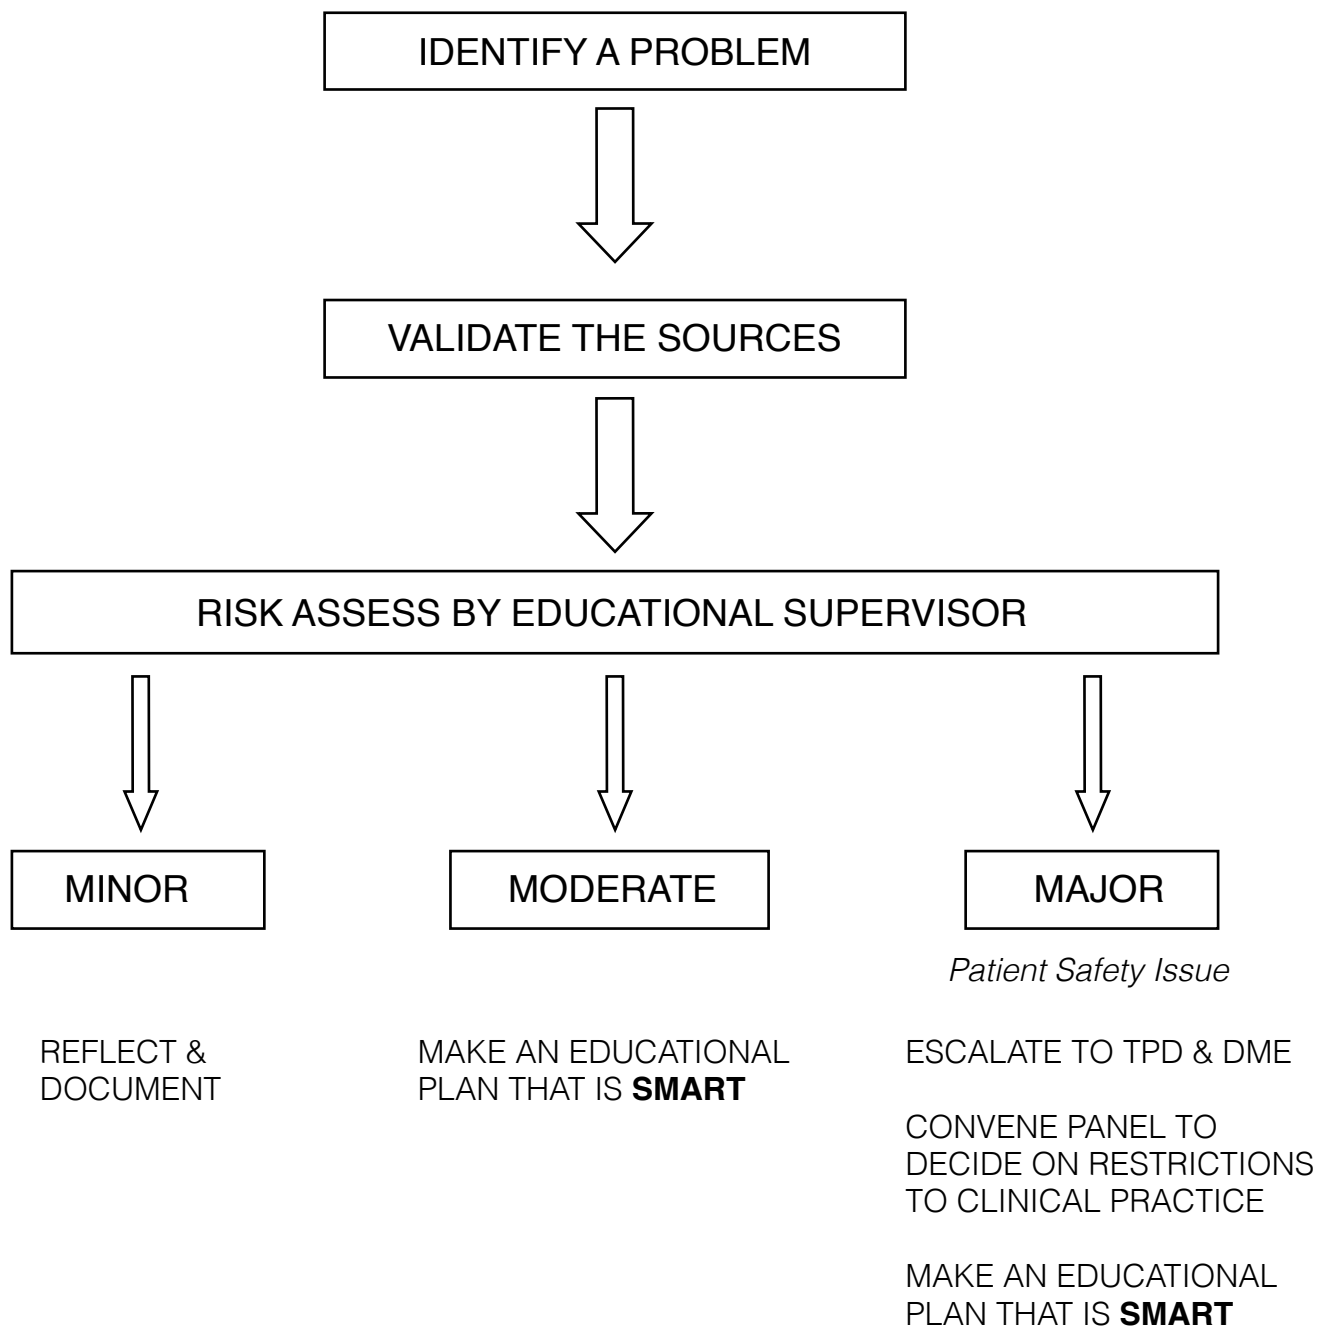 IDENTIFY A PROBLEM
VALIDATE THE SOURCES
RISK ASSESS BY EDUCATIONAL SUPERVISOR
MINOR
REFLECT &
DOCUMENT
MODERATE
MAKE AN EDUCATIONAL
PLAN THAT IS SMART
MAJOR
Patient Safety Issue
ESCALATE TO TPD & DME
CONVENE PANEL TO
DECIDE ON RESTRICTIONS
TO CLINICAL PRACTICE
MAKE AN EDUCATIONAL
PLAN THAT IS SMART